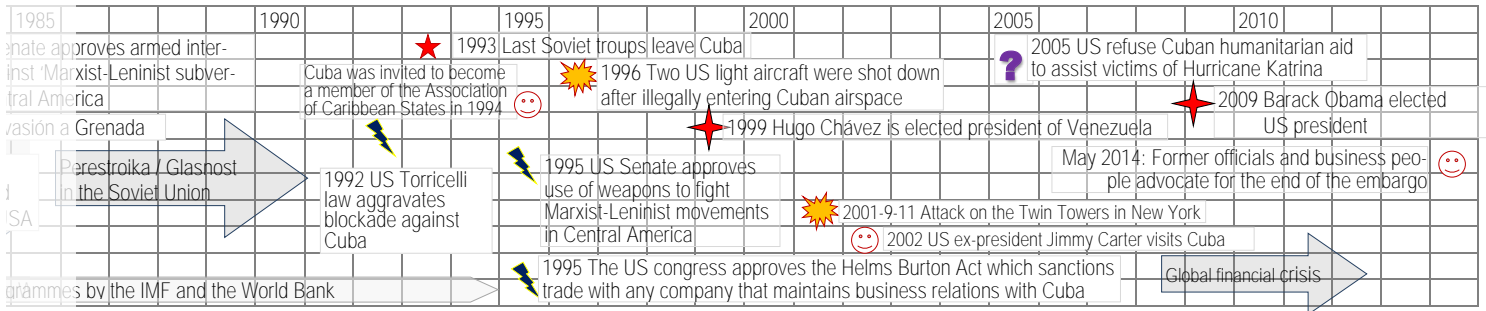 1985 1990 1995 2000 2005 2010
approves armed inter-
'Marxist-Leninist subver-
America
a Grenada
Perestroika / Glasnost
in the Soviet Union
by the IMF and the World Bank
1993 Last Soviet troups leave Cuba
Cuba was invited to become
a member of the Association
of Caribbean States in 1994
1992 US Torricelli
law aggravates
blockade against
Cuba
1996 Two US light aircraft were shot down
after illegally entering Cuban airspace
1999 Hugo Chávez is elected president of Venezuela
1995 US Senate approves
use of weapons to fight
Marxist-Leninist movements
in Central America
1995 The US congress approves the Helms Burton Act which sanctions
trade with any company that maintains business relations with Cuba
2001-9-11 Attack on the Twin Towers in New York
2002 US ex-president Jimmy Carter visits Cuba
?
2005 US refuse Cuban humanitarian aid
to assist victims of Hurricane Katrina
2009 Barack Obama elected
US president
May 2014: Former officials and business peo-
ple advocate for the end of the embargo
Global financial crisis